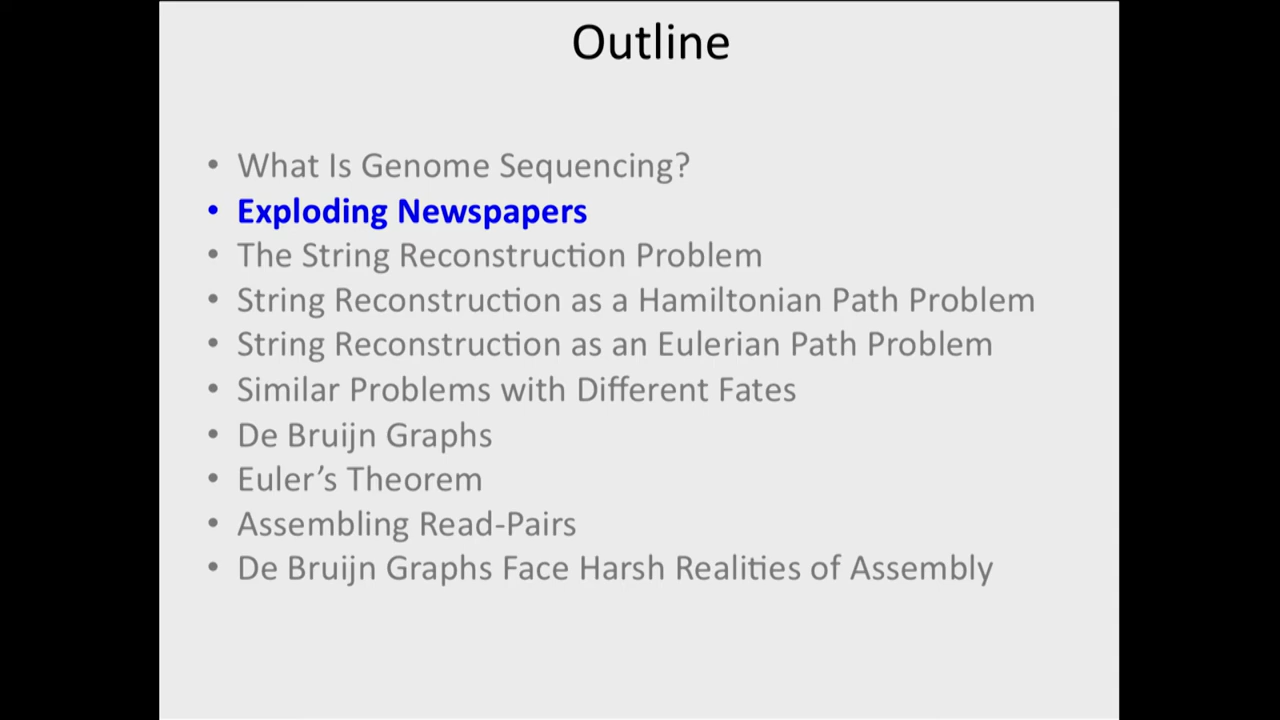 Outline
• What Is Genome Sequencing?
• Exploding Newspapers
• The String Reconstruction Problem
• String Reconstruction as a Hamiltonian Path Problem
• String Reconstruction as an Eulerian Path Problem
• Similar Problems with Different Fates
• De Bruijn Graphs
• Euler’s Theorem
• Assembling Read-Pairs
• De Bruijn Graphs Face Harsh Realities of Assembly